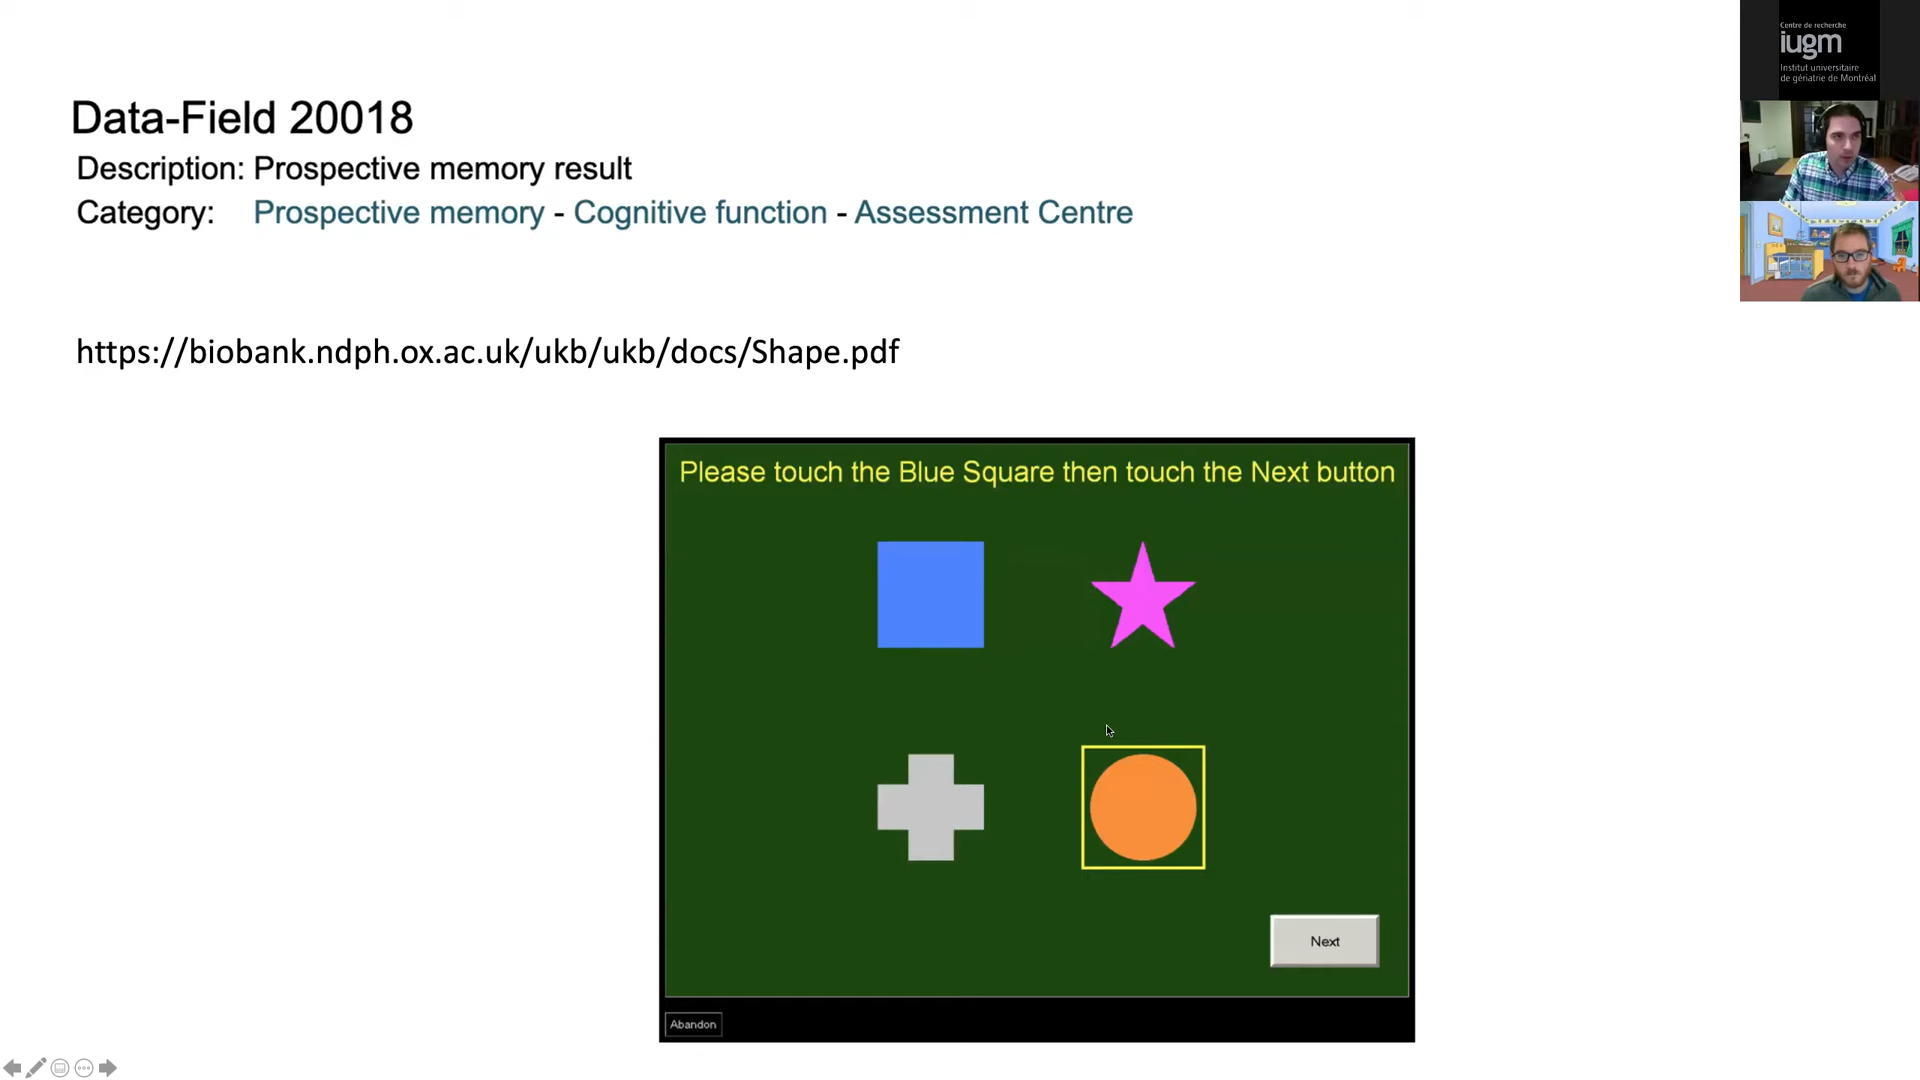 Centre de recherche
iugm
Institut universitaire
de gériatrie de Montréal
Data-Field 20018
Description: Prospective memory result
Category: Prospective memory - Cognitive function - Assessment Centre
https://biobank.ndph.ox.ac.uk/ukb/ukb/docs/Shape.pdf
Please touch the Blue Square then touch the Next button
Next
Abandon